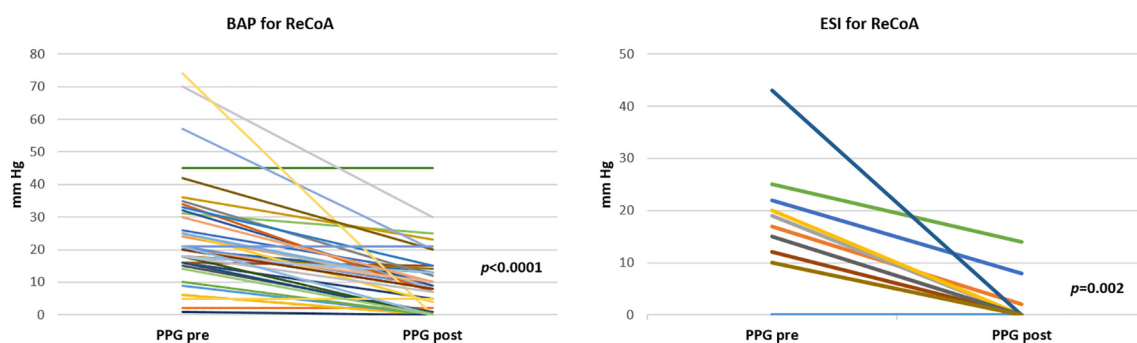 BAP for ReCoA
80
70
60
50
40
30
20
10
0
mm Hg
PPG pre
PPG post
p<0.0001
ESI for ReCoA
50
40
30
20
10
0
mm Hg
PPG pre
PPG post
p=0.002